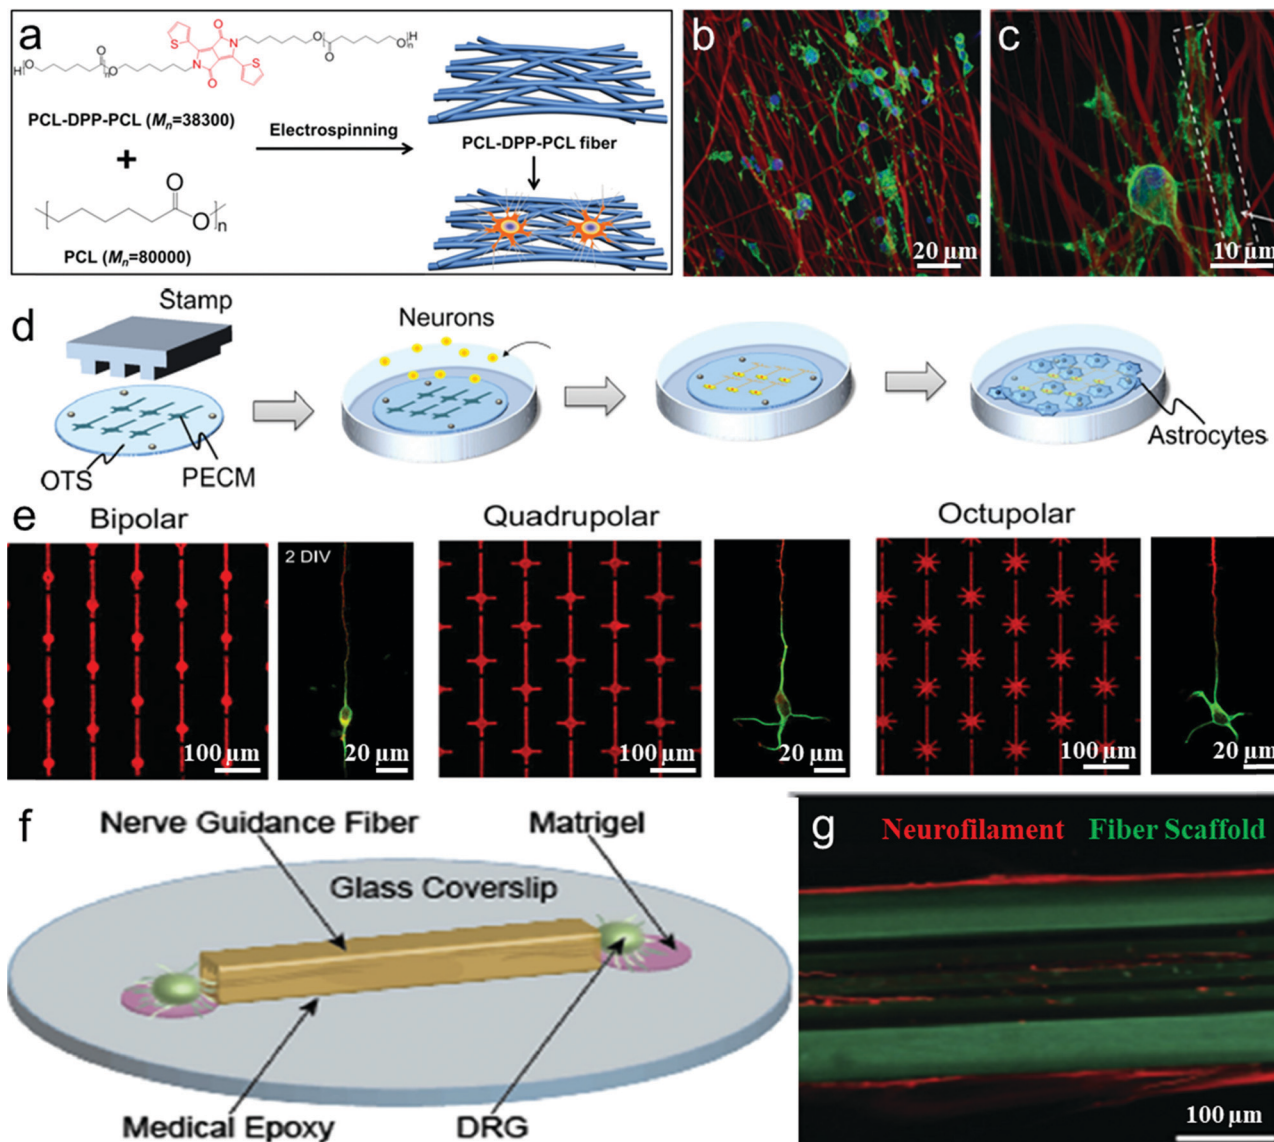 a
S
O
N
O
O
H
n
H
O
n
O
O
N
O
S
PCL-DPP-PCL (Mn=38300)
+
O
O
n
PCL (Mn=80000)
Electrospinning
PCL-DPP-PCL fiber
b
20 µm
c
10 µm
d
Stamp
OTS
PECM
Neurons
Astrocytes
e
Bipolar
Quadrupolar
Octupolar
2 DIV
100 µm
20 µm
100 µm
20 µm
100 µm
20 µm
f
Nerve Guidance Fiber
Matrigel
Glass Coverslip
Medical Epoxy
DRG
g
Neurofilament Fiber Scaffold
100 µm